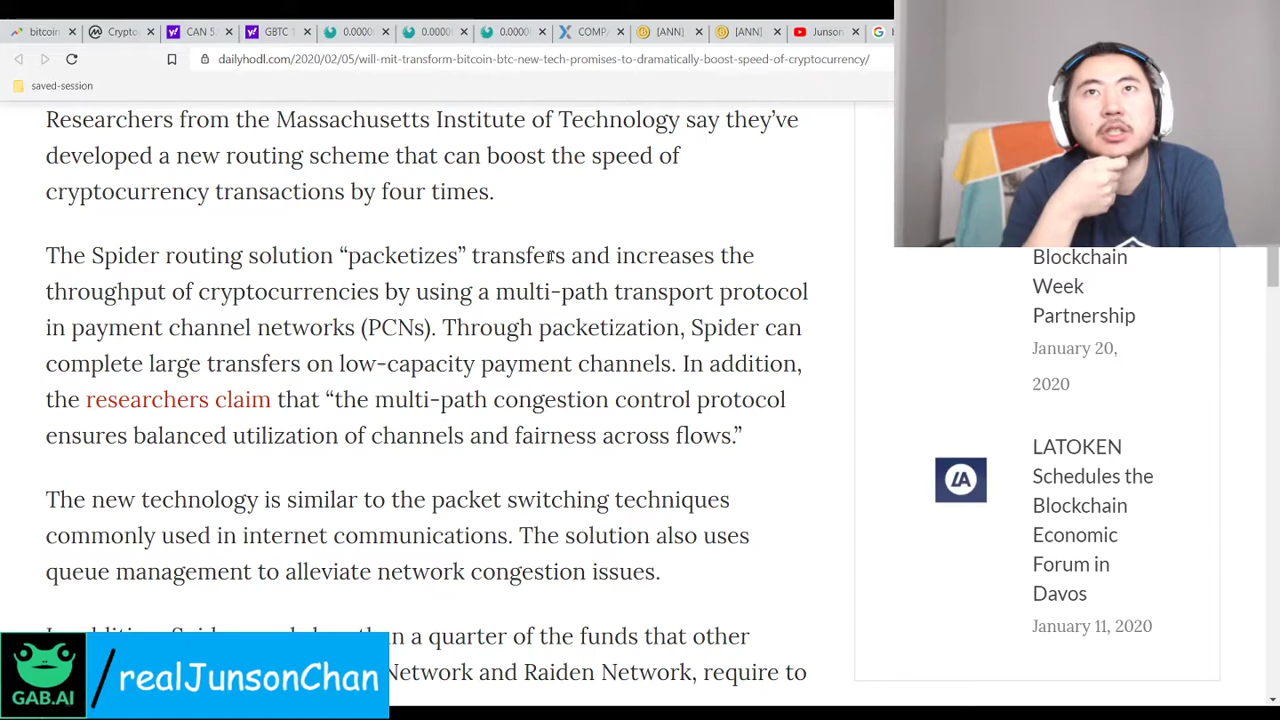 bitcoin
Crypto
CAN 5.
GBTC
0.0000
0.0000
0.0000
COMP
[ANN]
[ANN]
Junson
dailyhodl.com/2020/02/05/will-mit-transform-bitcoin-btc-new-tech-promises-to-dramatically-boost-speed-of-cryptocurrency/
saved-session
Researchers from the Massachusetts Institute of Technology say they’ve
developed a new routing scheme that can boost the speed of
cryptocurrency transactions by four times.
The Spider routing solution “packetizes” transfers and increases the
throughput of cryptocurrencies by using a multi-path transport protocol
in payment channel networks (PCNs). Through packetization, Spider can
complete large transfers on low-capacity payment channels. In addition,
the researchers claim that “the multi-path congestion control protocol
ensures balanced utilization of channels and fairness across flows.”
The new technology is similar to the packet switching techniques
commonly used in internet communications. The solution also uses
queue management to alleviate network congestion issues.
a quarter of the funds that other
Network and Raiden Network, require to
Blockchain
Week
Partnership
January 20,
2020
LA
LATOKEN
Schedules the
Blockchain
Economic
Forum in
Davos
January 11, 2020
GAB.AI
/realJunsonChan